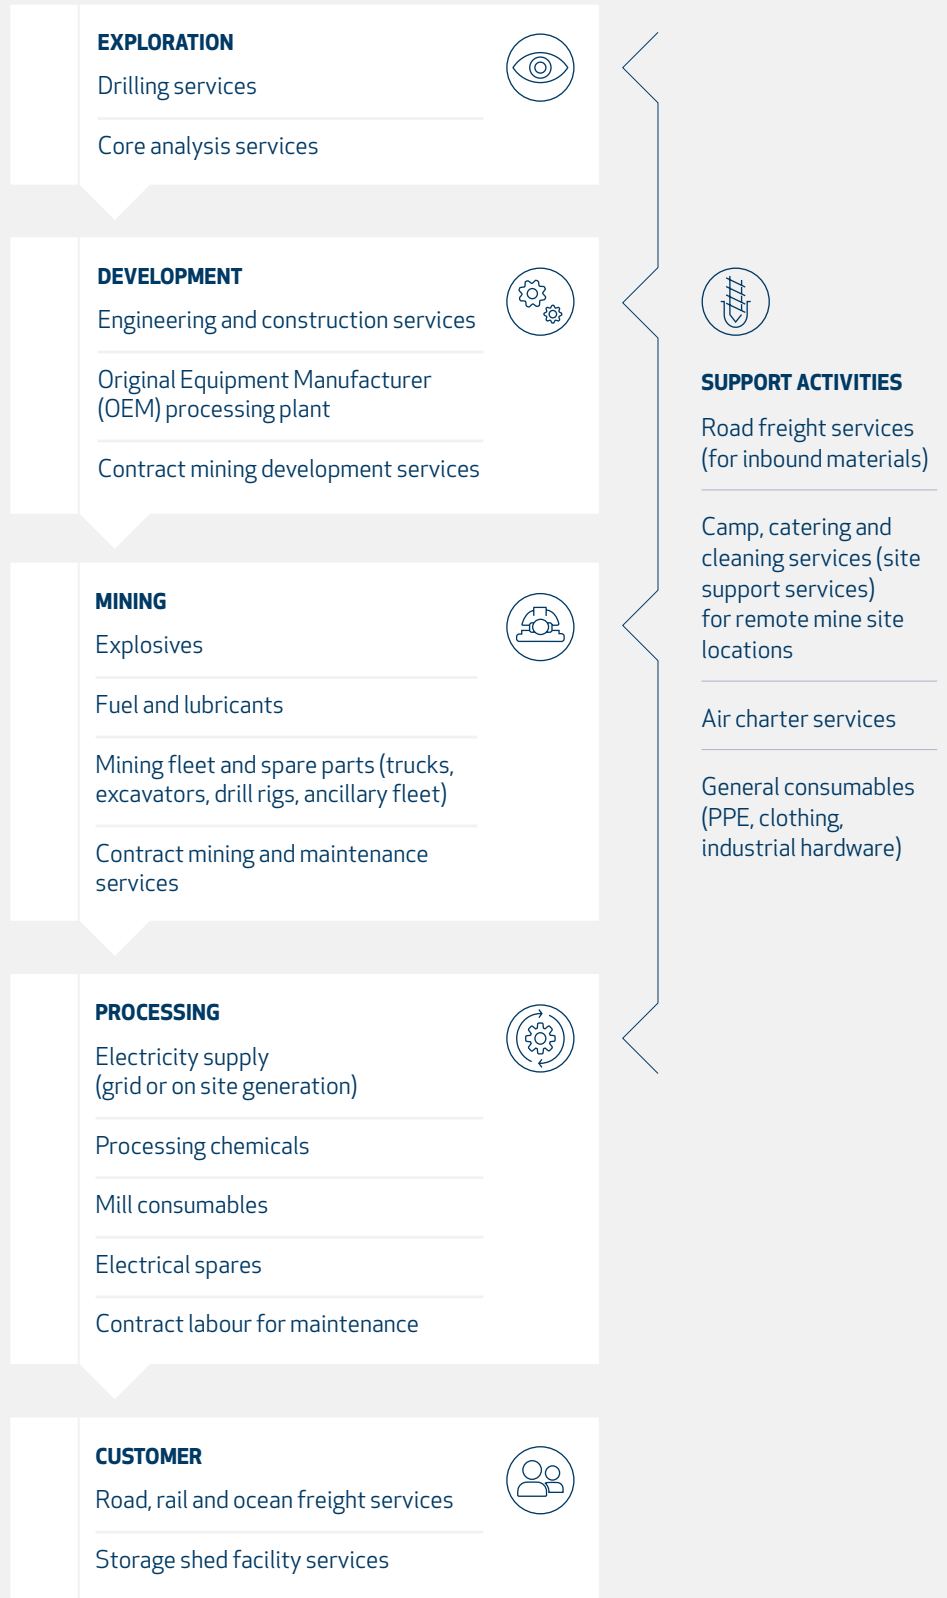 EXPLORATION
Drilling services
Core analysis services
DEVELOPMENT
Engineering and construction services
Original Equipment Manufacturer
(OEM) processing plant
Contract mining development services
MINING
Explosives
Fuel and lubricants
Mining fleet and spare parts (trucks,
excavators, drill rigs, ancillary fleet)
Contract mining and maintenance
services
PROCESSING
Electricity supply
(grid or on site generation)
Processing chemicals
Mill consumables
Electrical spares
Contract labour for maintenance
CUSTOMER
Road, rail and ocean freight services
Storage shed facility services
SUPPORT ACTIVITIES
Road freight services
(for inbound materials)
Camp, catering and
cleaning services (site
support services)
for remote mine site
locations
Air charter services
General consumables
(PPE, clothing,
industrial hardware)